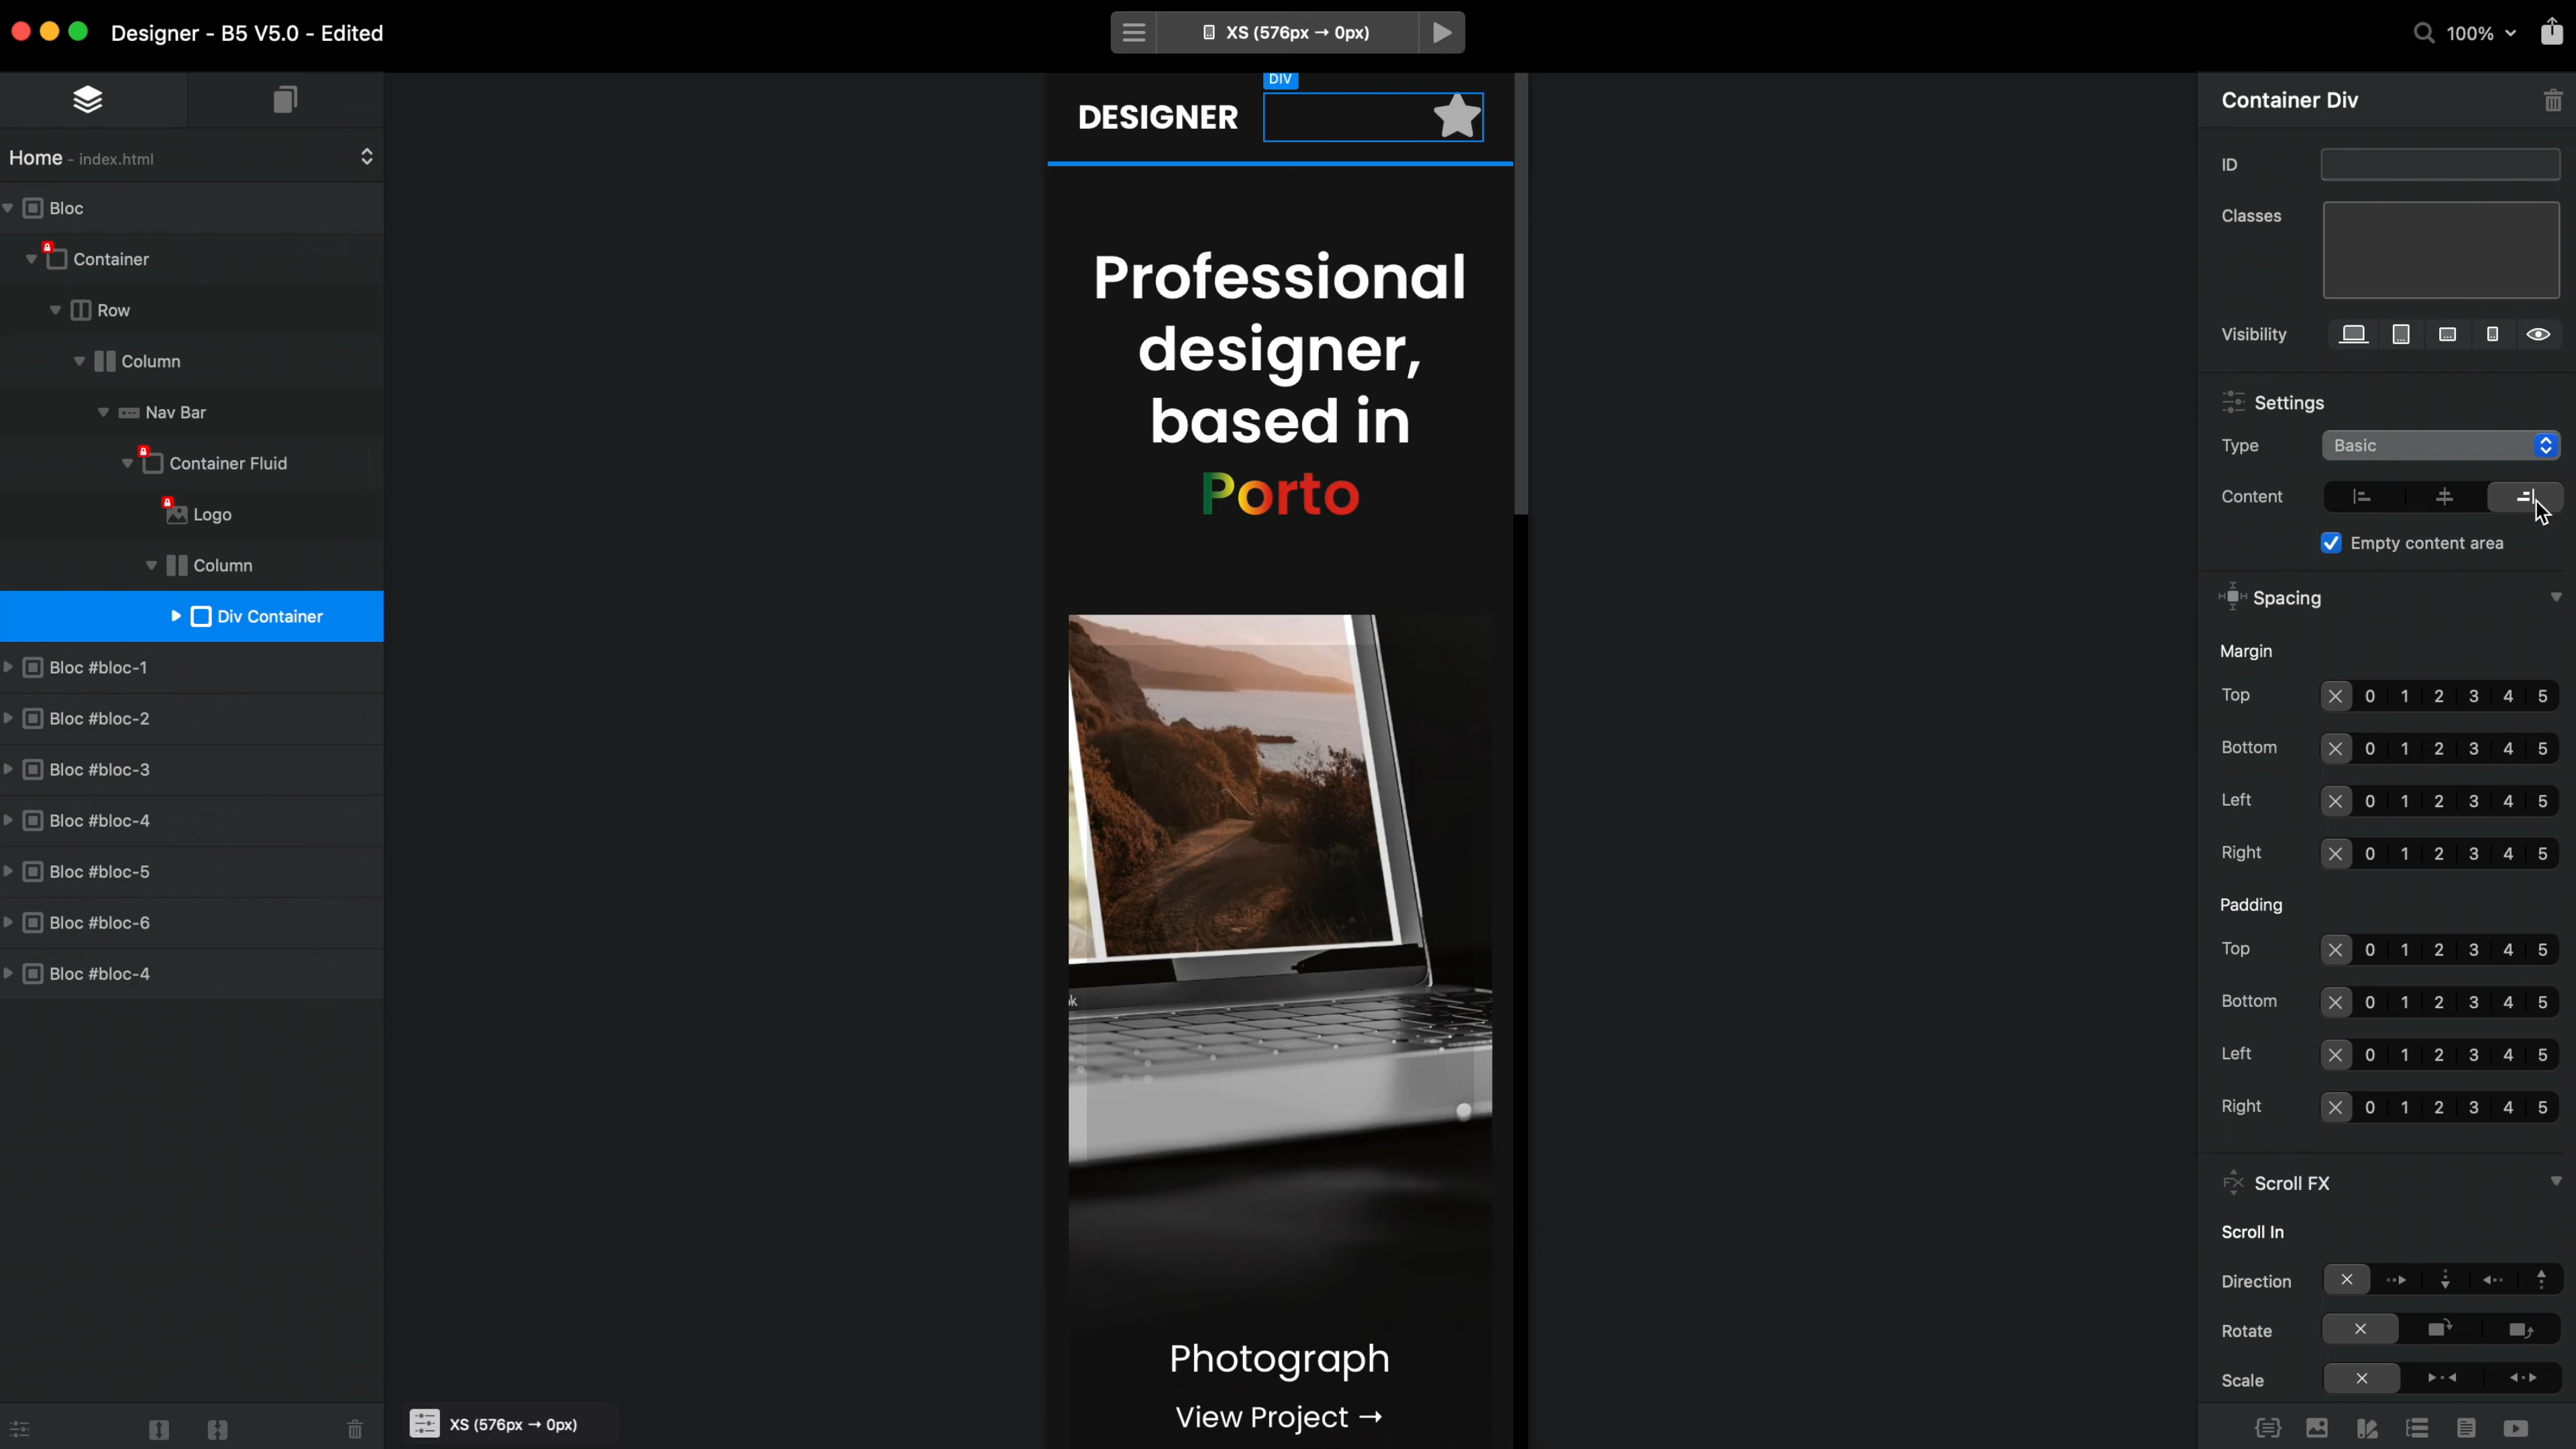 Designer - B5 V5.0 - Edited
XS (576px → 0px)
100%
Home - index.html
Bloc
Container
Row
Column
Nav Bar
Container Fluid
Logo
Column
Div Container
Bloc #bloc-1
Bloc #bloc-2
Bloc #bloc-3
Bloc #bloc-4
Bloc #bloc-5
Bloc #bloc-6
Bloc #bloc-4
XS (576px → 0px)
DIV
DESIGNER
Professional
designer,
based in
Porto
Photograph
View Project →
Container Div
ID
Classes
Visibility
Settings
Type Basic
Content
Empty content area
Spacing
Margin
Top 0 1 2 3 4 5
Bottom 0 1 2 3 4 5
Left 0 1 2 3 4 5
Right 0 1 2 3 4 5
Padding
Top 0 1 2 3 4 5
Bottom 0 1 2 3 4 5
Left 0 1 2 3 4 5
Right 0 1 2 3 4 5
FX Scroll FX
Scroll In
Direction
Rotate
Scale